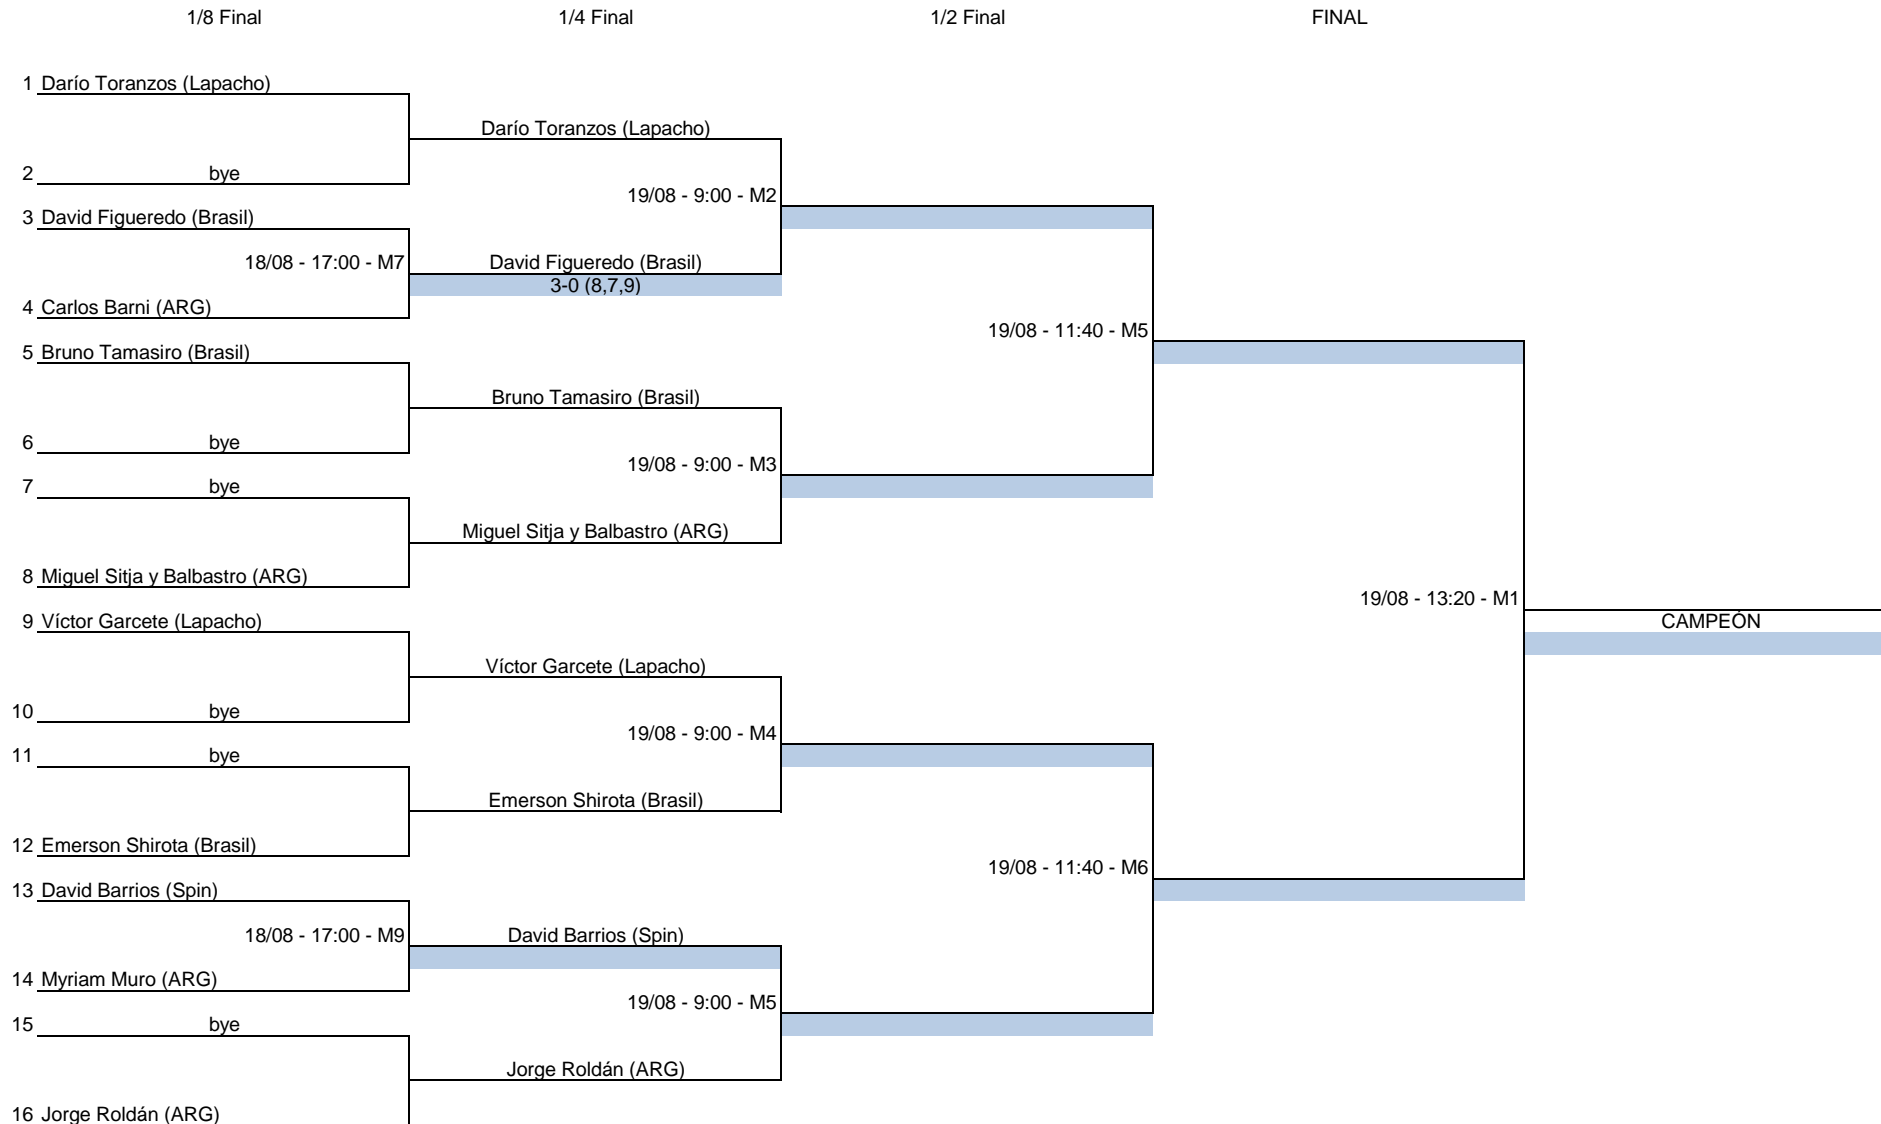 1/8 Final
1/4 Final
1/2 Final
FINAL
1 Darío Toranzos (Lapacho)
Darío Toranzos (Lapacho)
2 bye
19/08 - 9:00 - M2
3 David Figueredo (Brasil)
18/08 - 17:00 - M7
David Figueredo (Brasil)
3-0 (8,7,9)
4 Carlos Barni (ARG)
19/08 - 11:40 - M5
5 Bruno Tamasiro (Brasil)
Bruno Tamasiro (Brasil)
6 bye
19/08 - 9:00 - M3
7 bye
Miguel Sitja y Balbastro (ARG)
8 Miguel Sitja y Balbastro (ARG)
19/08 - 13:20 - M1
9 Víctor Garcete (Lapacho)
CAMPEÓN
Víctor Garcete (Lapacho)
10 bye
19/08 - 9:00 - M4
11 bye
Emerson Shirota (Brasil)
12 Emerson Shirota (Brasil)
19/08 - 11:40 - M6
13 David Barrios (Spin)
18/08 - 17:00 - M9
David Barrios (Spin)
14 Myriam Muro (ARG)
19/08 - 9:00 - M5
15 bye
Jorge Roldán (ARG)
16 Jorge Roldán (ARG)